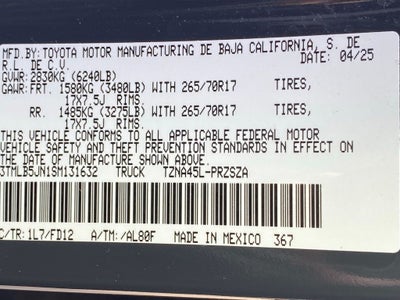 MFD.BY:TOYOTA MOTOR MANUFACTURING DE BAJA CALIFORNIA, S. DE
R.L. DE C.V. DATE: 04/25
GVWR: 2830KG (6240LB)
GAWR:FRT. 1580KG (3480LB) WITH 265/70R17 TIRES,
17X7.5J RIMS.
RR. 1485KG (3275LB) WITH 265/70R17 TIRES,
17X7.5J RIMS.
THIS VEHICLE CONFORMS TO ALL APPLICABLE FEDERAL MOTOR
VEHICLE SAFETY AND THEFT PREVENTION STANDARDS IN EFFECT ON
THE DATE OF MANUFACTURE SHOWN ABOVE.
3TMLB5JN1SM131632 TRUCK TZNA45L-PRZSZA
C/TR: 1L7/FD12 A/TM: /AL80F MADE IN MEXICO 367